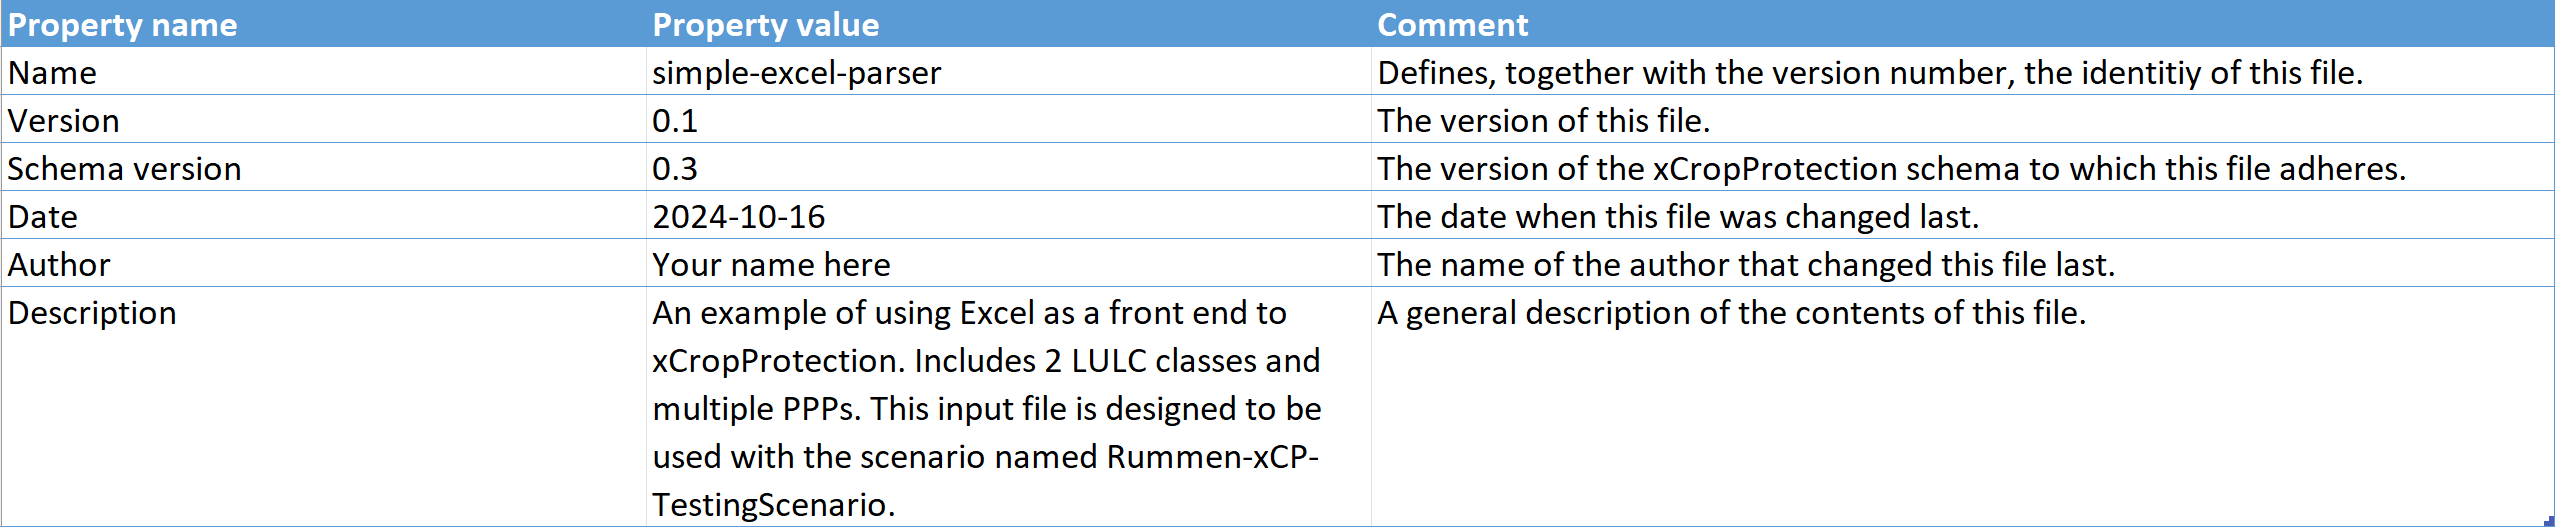 Property name Property value Comment
Name simple-excel-parser Defines, together with the version number, the identitiy of this file.
Version 0.1 The version of this file.
Schema version 0.3 The version of the xCropProtection schema to which this file adheres.
Date 2024-10-16 The date when this file was changed last.
Author Your name here The name of the author that changed this file last.
Description An example of using Excel as a front end to A general description of the contents of this file.
xCropProtection. Includes 2 LULC classes and
multiple PPPs. This input file is designed to be
used with the scenario named Rummen-xCP-
TestingScenario.